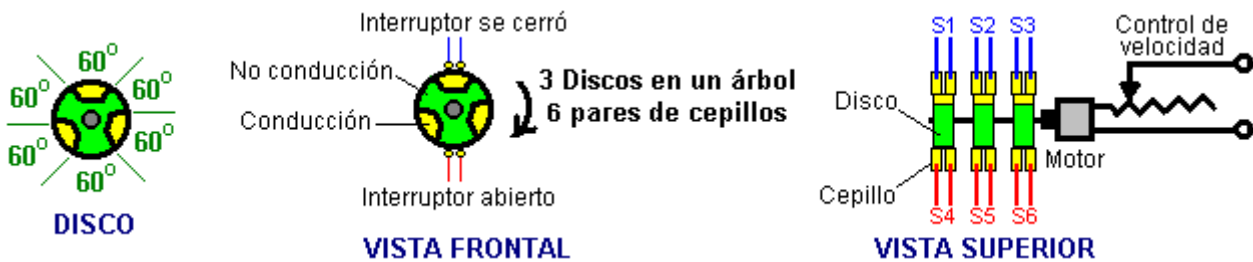 60°
60°
60°
60°
60°
60°
DISCO
Interruptor se cerró
No conducción
Conducción
3 Discos en un árbol
6 pares de cepillos
Interruptor abierto
VISTA FRONTAL
S1 S2 S3
Control de
velocidad
Disco
Motor
Cepillo
S4 S5 S6
VISTA SUPERIOR